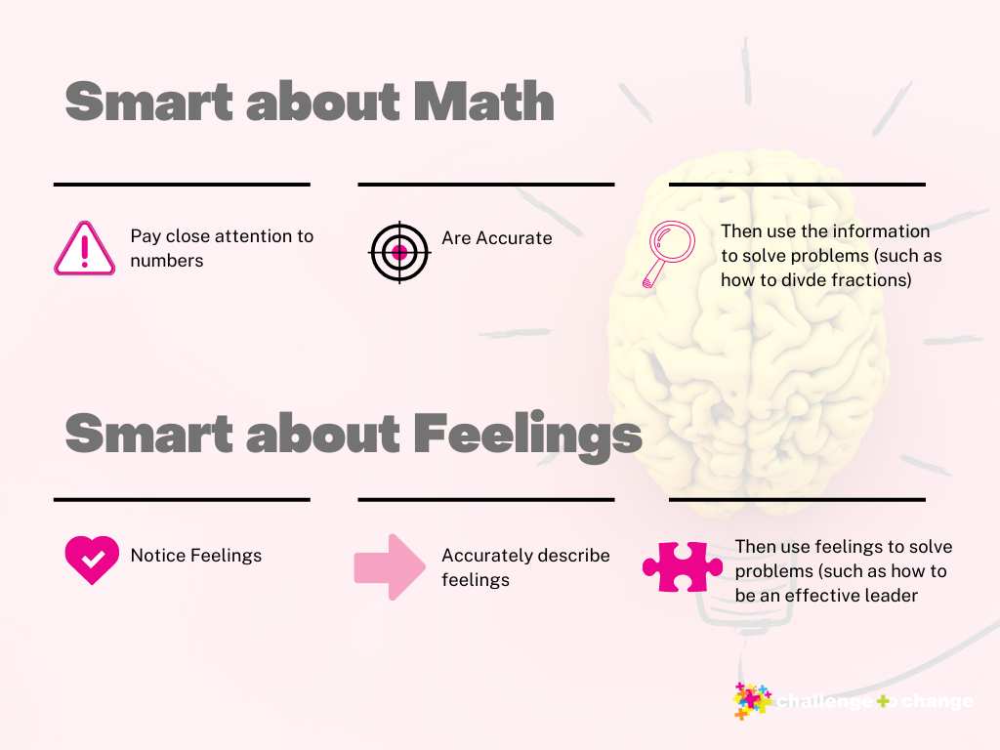 Smart about Math
Pay close attention to
numbers
Are Accurate
Then use the information
to solve problems (such as
how to divde fractions)
Smart about Feelings
Notice Feelings
Accurately describe
feelings
Then use feelings to solve
problems (such as how to
be an effective leader
challenge to change